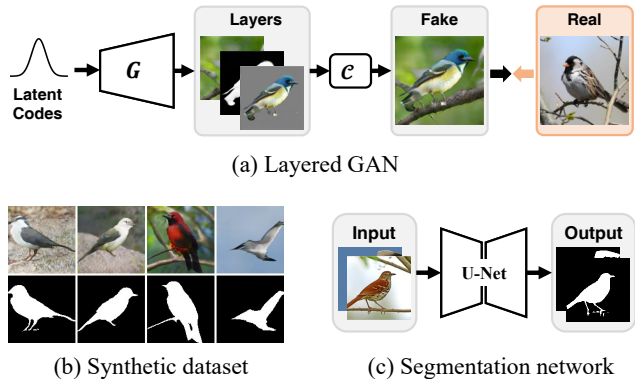 Layers
Fake
Real
G
C
Latent
Codes
(a) Layered GAN
Input
Output
U-Net
(b) Synthetic dataset
(c) Segmentation network